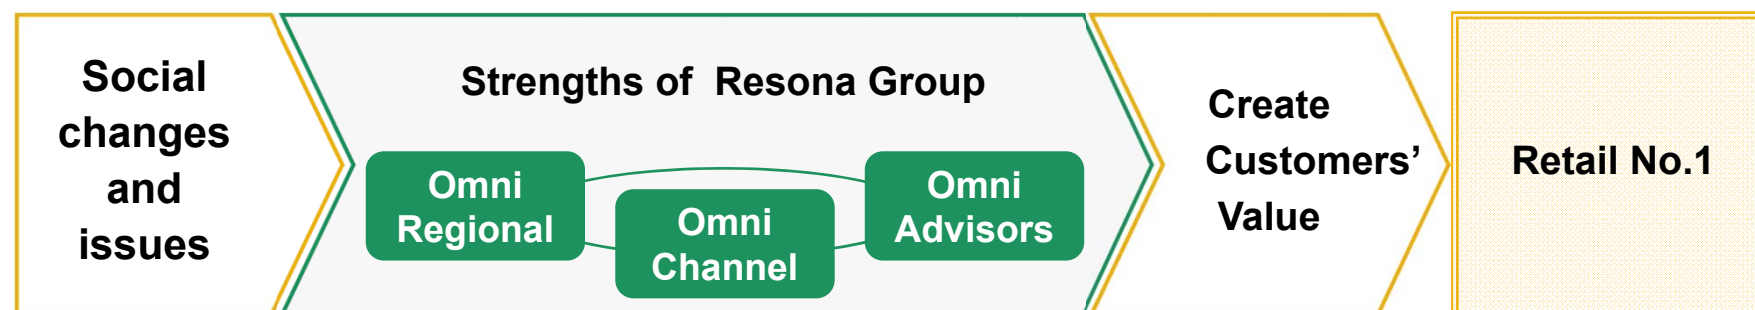 Social
changes
and
issues
Strengths of Resona Group
Omni
Regional
Omni
Channel
Omni
Advisors
Create
Customers’
Value
Retail No.1